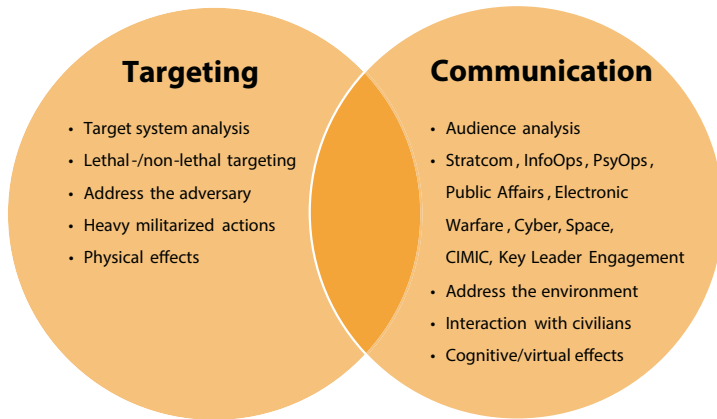 Targeting
• Target system analysis
• Lethal-/non-lethal targeting
• Address the adversary
• Heavy militarized actions
• Physical effects
Communication
• Audience analysis
• Stratcom, InfoOps, PsyOps,
Public Affairs, Electronic
Warfare, Cyber, Space,
CIMIC, Key Leader Engagement
• Address the environment
• Interaction with civilians
• Cognitive/virtual effects